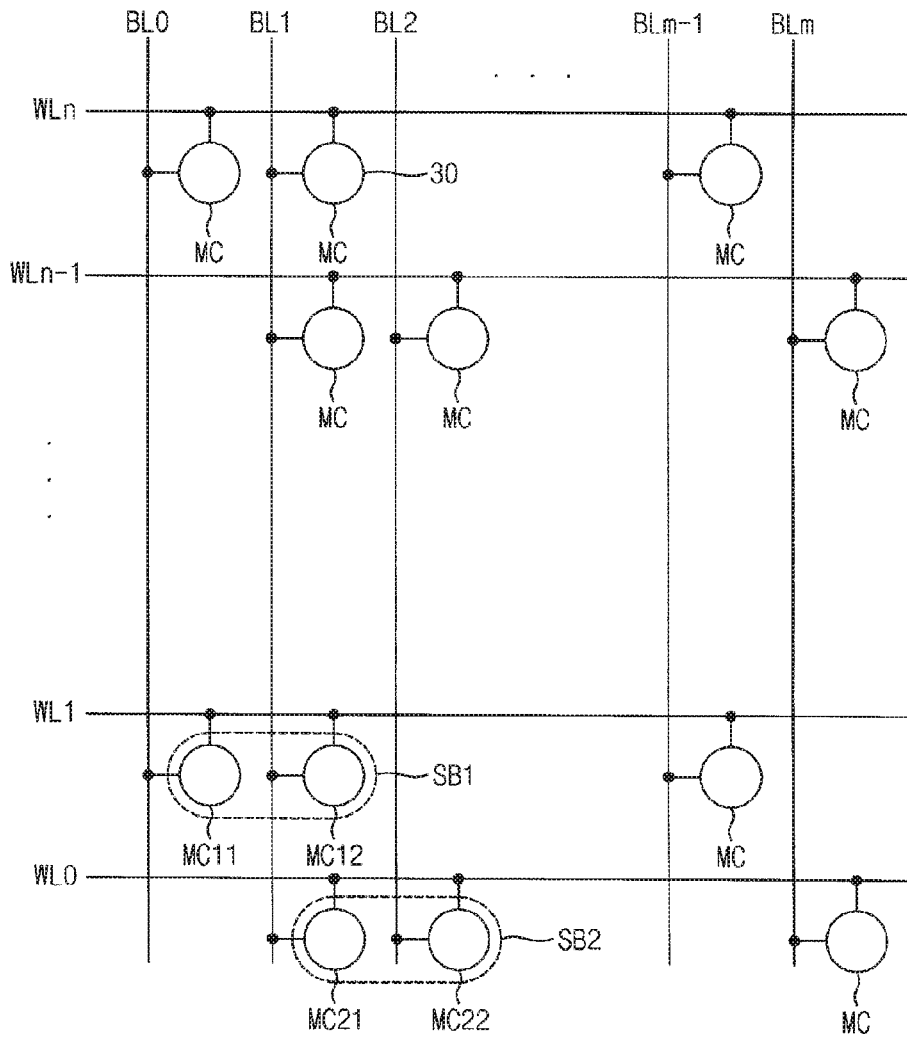 BL0 BL1 BL2 BLm-1 BLm
. . .
WLn
30
MC MC MC
WLn-1
MC MC MC
.
.
.
WL1
SB1
MC11 MC12 MC
WL0
SB2
MC21 MC22 MC